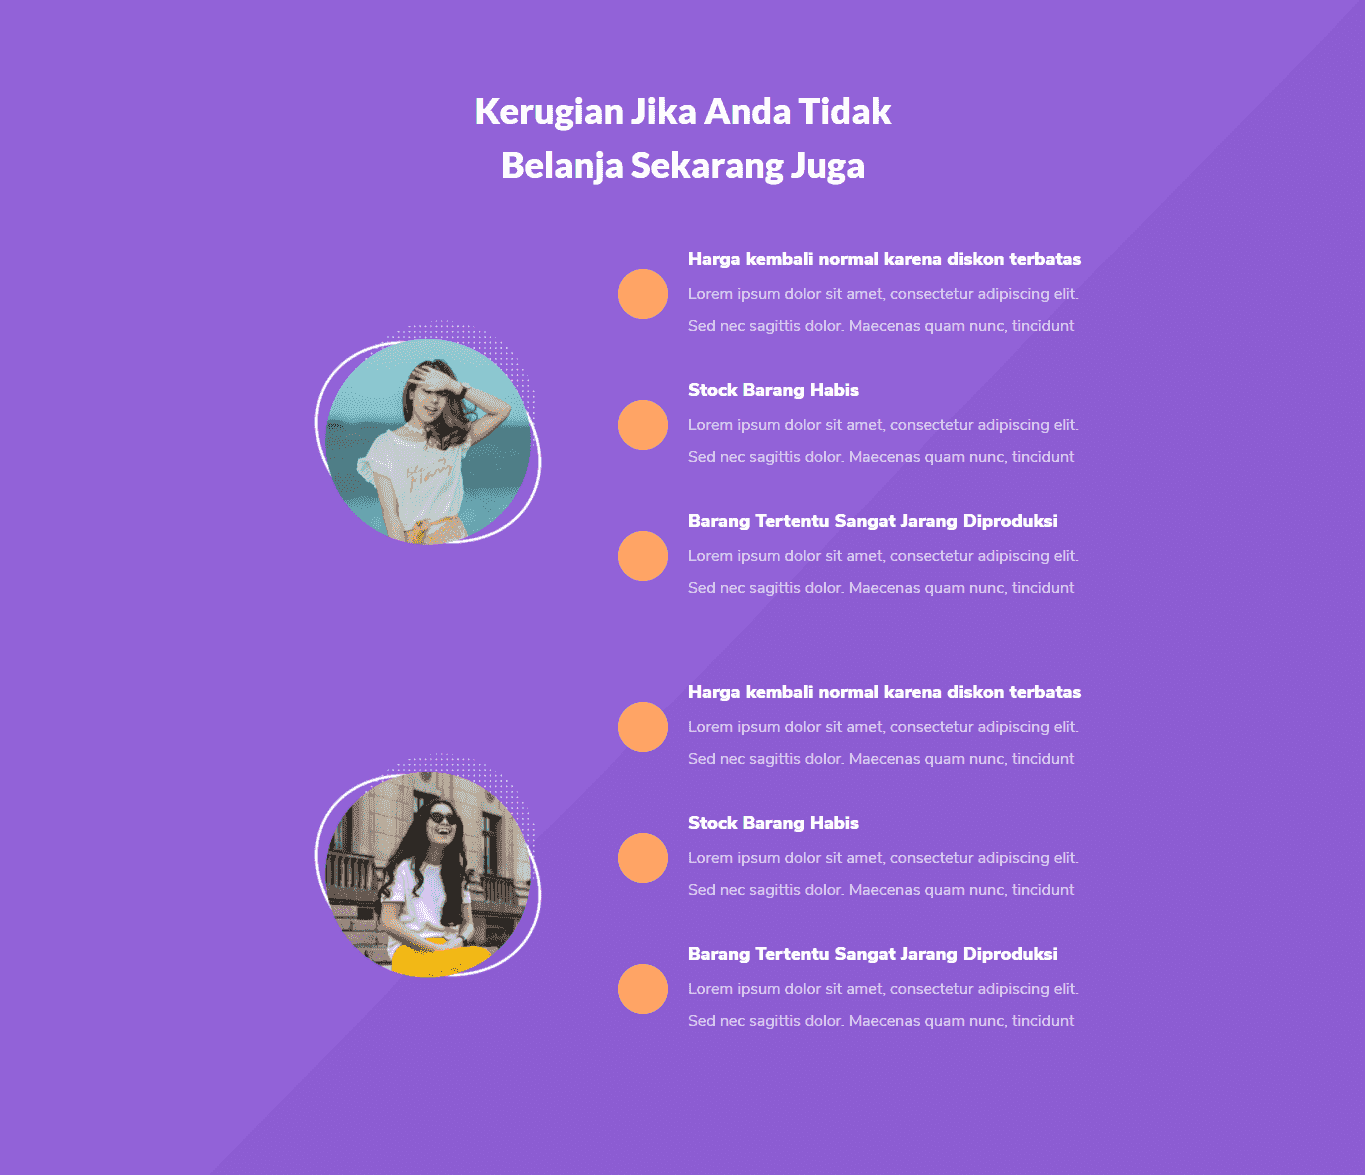 Kerugian Jika Anda Tidak
Belanja Sekarang Juga
Harga kembali normal karena diskon terbatas
Lorem ipsum dolor sit amet, consectetur adipiscing elit.
Sed nec sagittis dolor. Maecenas quam nunc, tincidunt
Stock Barang Habis
Lorem ipsum dolor sit amet, consectetur adipiscing elit.
Sed nec sagittis dolor. Maecenas quam nunc, tincidunt
Barang Tertentu Sangat Jarang Diproduksi
Lorem ipsum dolor sit amet, consectetur adipiscing elit.
Sed nec sagittis dolor. Maecenas quam nunc, tincidunt
Harga kembali normal karena diskon terbatas
Lorem ipsum dolor sit amet, consectetur adipiscing elit.
Sed nec sagittis dolor. Maecenas quam nunc, tincidunt
Stock Barang Habis
Lorem ipsum dolor sit amet, consectetur adipiscing elit.
Sed nec sagittis dolor. Maecenas quam nunc, tincidunt
Barang Tertentu Sangat Jarang Diproduksi
Lorem ipsum dolor sit amet, consectetur adipiscing elit.
Sed nec sagittis dolor. Maecenas quam nunc, tincidunt